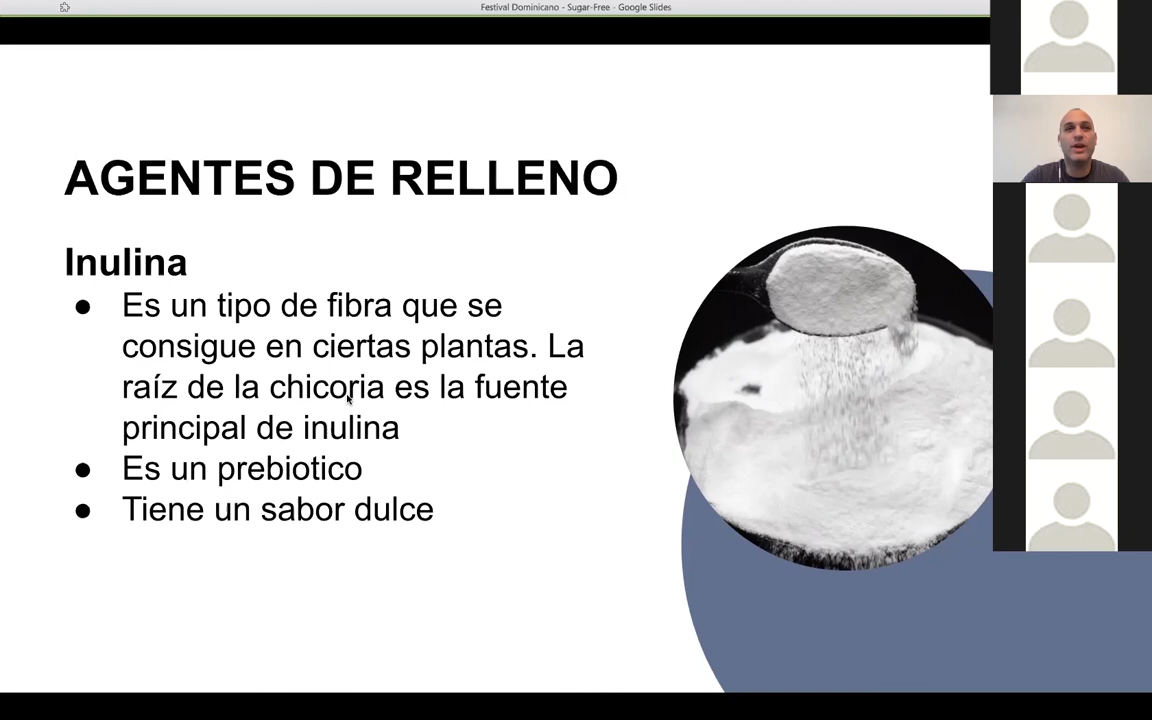 Festival Dominicano - Sugar-Free - Google Slides
AGENTES DE RELLENO
Inulina
● Es un tipo de fibra que se
consigue en ciertas plantas. La
raíz de la chicoria es la fuente
principal de inulina
● Es un prebiotico
● Tiene un sabor dulce